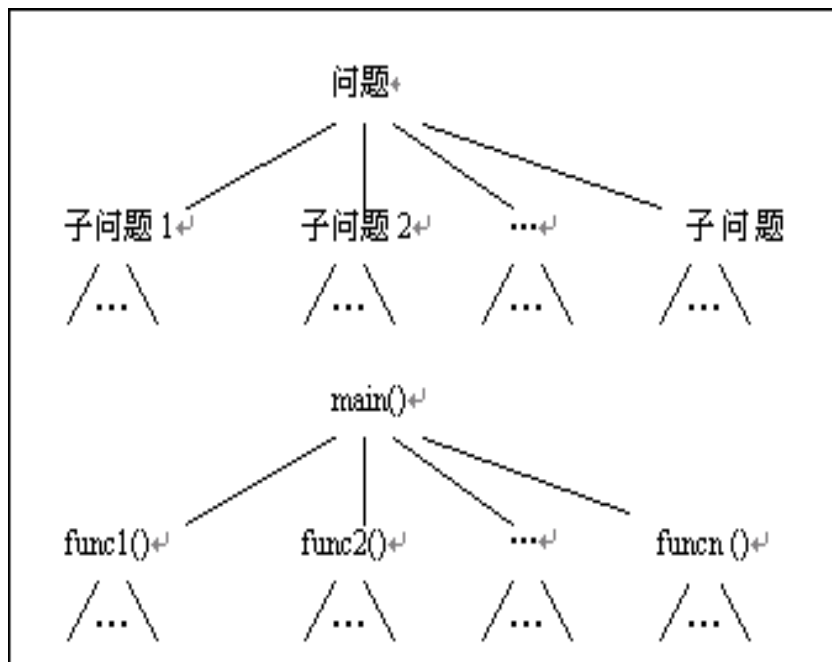 问题
子问题 1 子问题 2 … 子 问 题
… … … …
main()
func1() func2() … funcn ()
… … … …